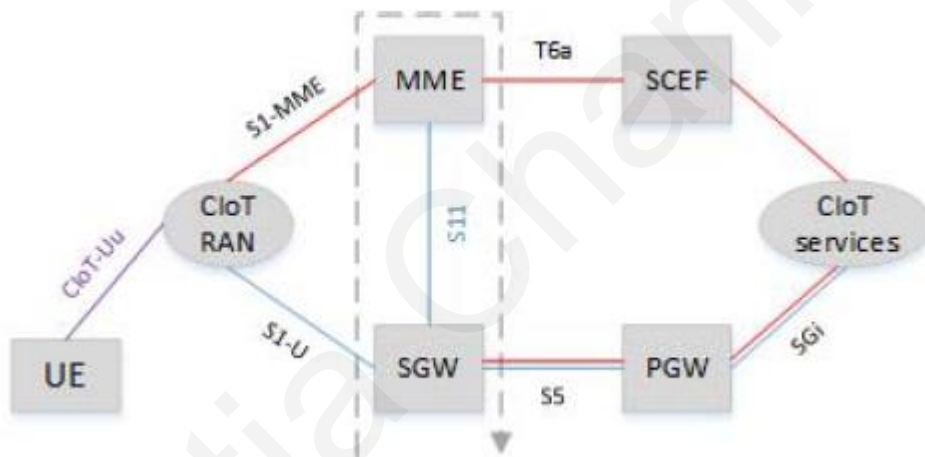 T6a
MME
SCEF
S1-MME
CIoT
RAN
CIoT
services
S11
CIoT-Uu
S1-U
SGi
UE
SGW
PGW
S5